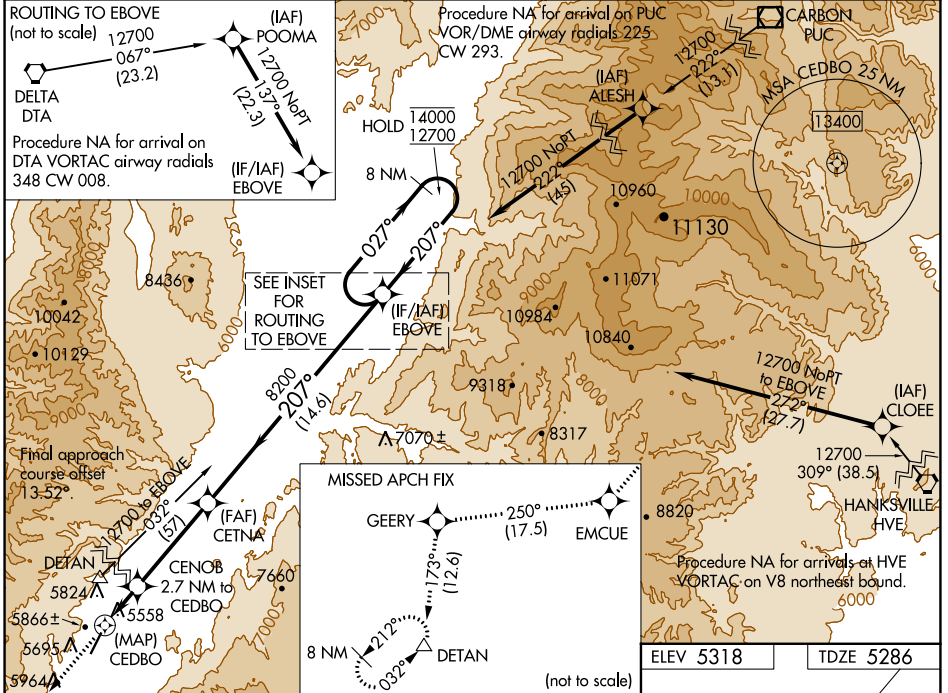 ROUTING TO EBOVE
(not to scale)
12700
067°
(23.2)
(IAF)
POOMA
12700 NoPT
137°
(22.3)
DELTA
DTA
Procedure NA for arrival on
DTA VORTAC airway radials
348 CW 008.
(IF/IAF)
EBOVE
Procedure NA for arrival on PUC
VOR/DME airway radials 225
CW 293.
CARBON
PUC
12700
222°
(13.1)
(IAF)
ALESH
MSA CEDBO 25 NM
13400
HOLD 14000
12700
8 NM
12700 NoPT
222°
(45)
027°
207°
10960
10000
11130
6000
8436
6000
SEE INSET
FOR
ROUTING
TO EBOVE
(IF/IAF)
EBOVE
11071
10984
10840
10042
10129
9318
8000
8317
8200
207°
(14.6)
7070±
12700 NoPT
to EBOVE
272°
(27.7)
(IAF)
CLOEE
12700
309° (38.5)
HANKSVILLE
HVE
8820
Procedure NA for arrivals at HVE
VORTAC on V8 northeast bound.
6000
Final approach
course offset
13.52°.
12700 to EBOVE
032°
(57)
(FAF)
CETNA
DETAN
5824
CENOB
2.7 NM to
CEDBO
7660
7000
5558
5866±
5695
(MAP)
CEDBO
5964
MISSED APCH FIX
GEERY
250°
(17.5)
EMCUE
173°
(12.6)
212°
032°
8 NM
DETAN
(not to scale)
ELEV 5318
TDZE 5286